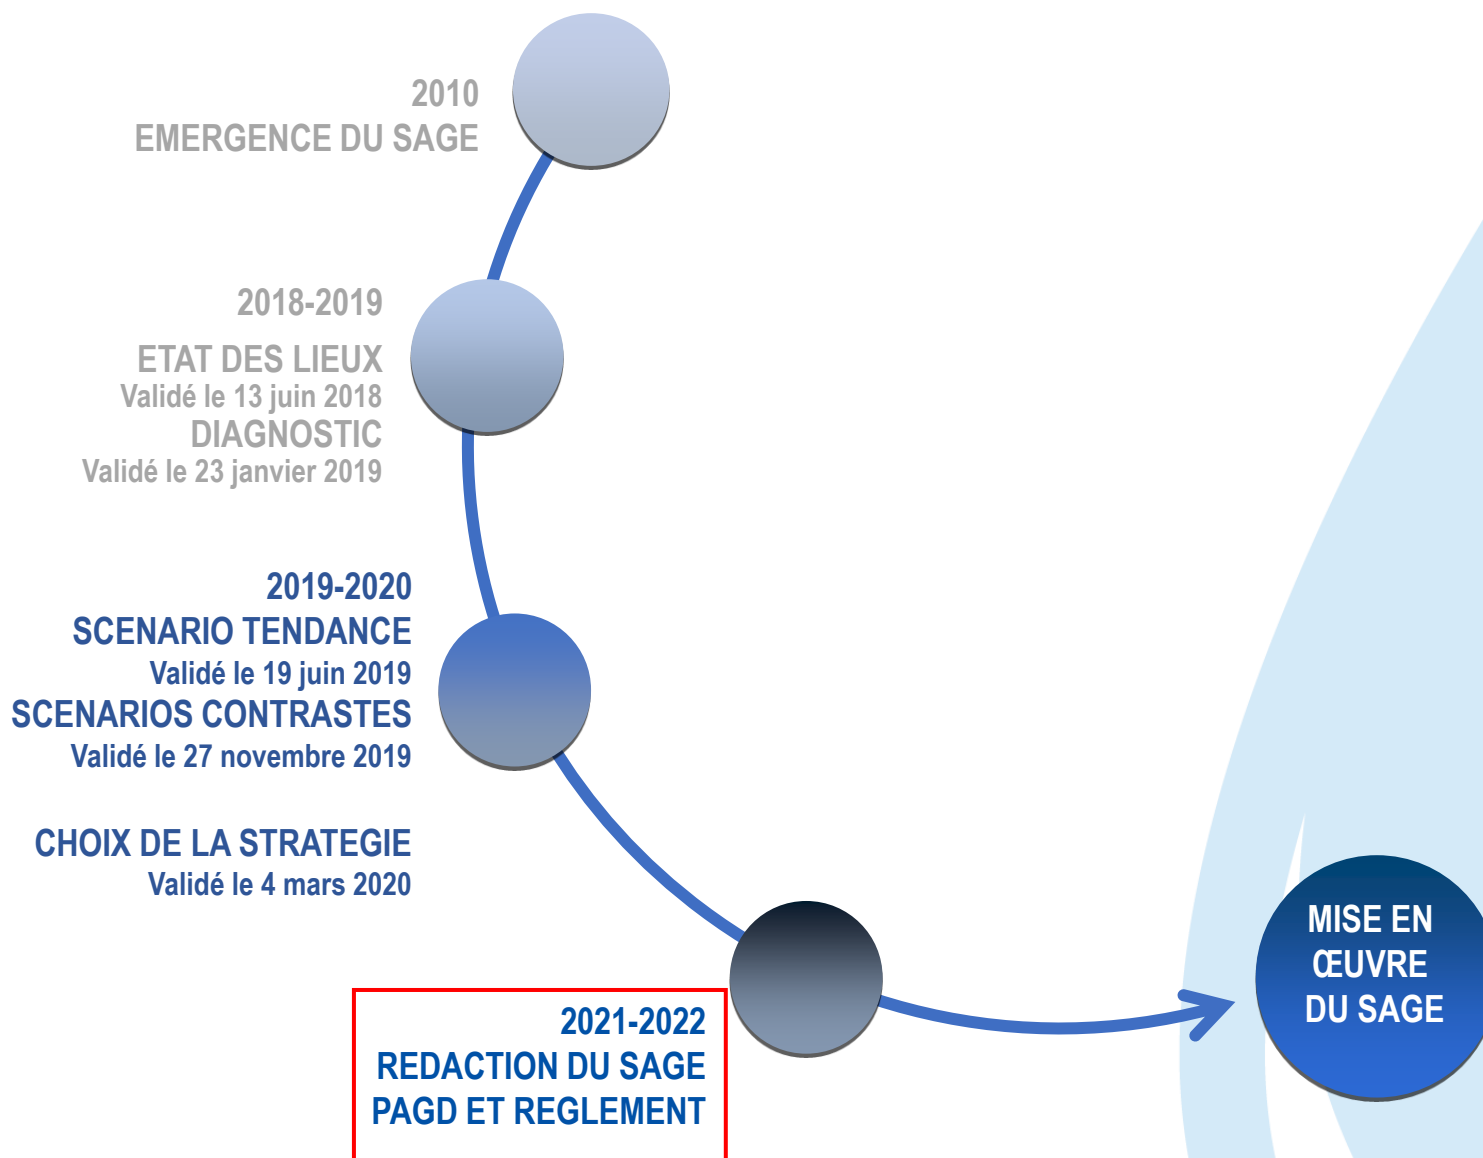 2010
EMERGENCE DU SAGE
2018-2019
ETAT DES LIEUX
Validé le 13 juin 2018
DIAGNOSTIC
Validé le 23 janvier 2019
2019-2020
SCENARIO TENDANCE
Validé le 19 juin 2019
SCENARIOS CONTRASTES
Validé le 27 novembre 2019
CHOIX DE LA STRATEGIE
Validé le 4 mars 2020
2021-2022
REDACTION DU SAGE
PAGD ET REGLEMENT
MISE EN
ŒUVRE
DU SAGE